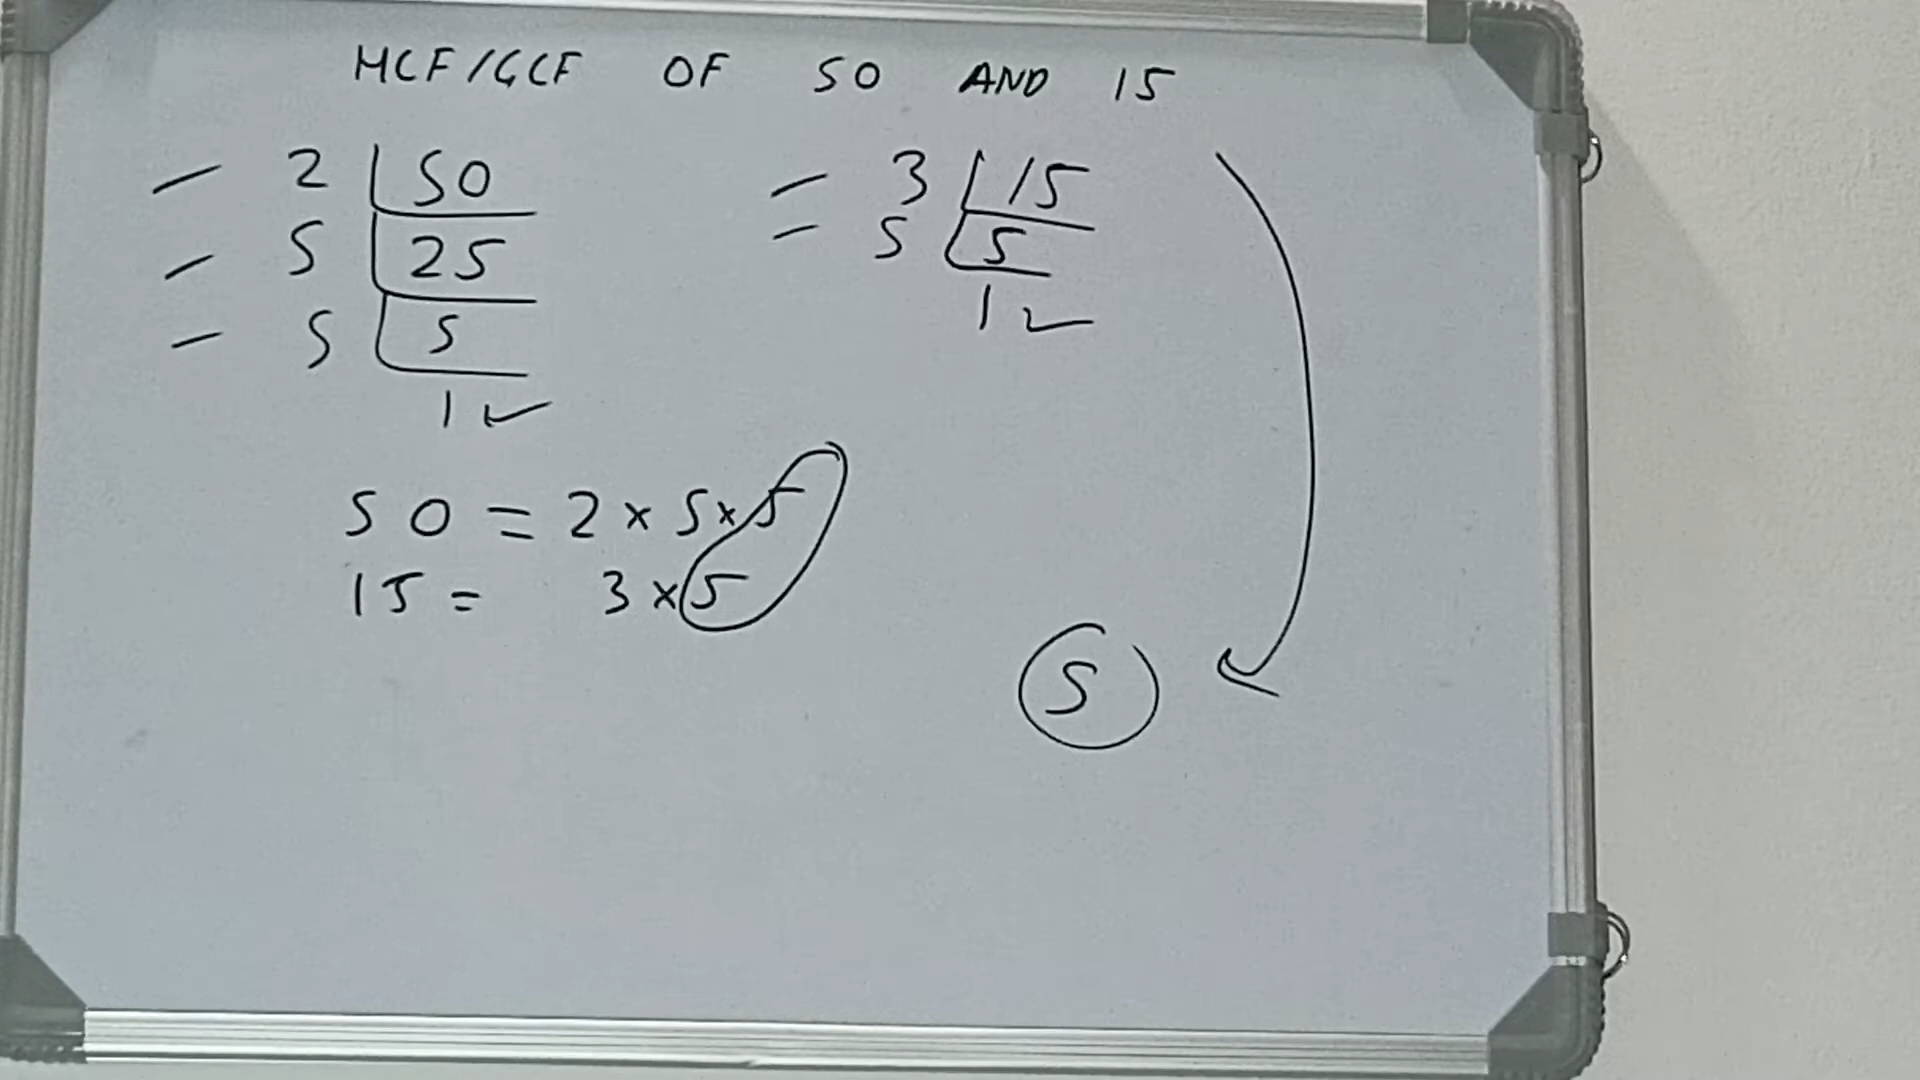 HCF/GCF OF 50 AND 15
- 2 | 50
- 5 | 25
- 5 | 5
1 ✓
- 3 | 15
- 5 | 5
1 ✓
50 = 2 × 5 × 5
15 = 3 × 5
5